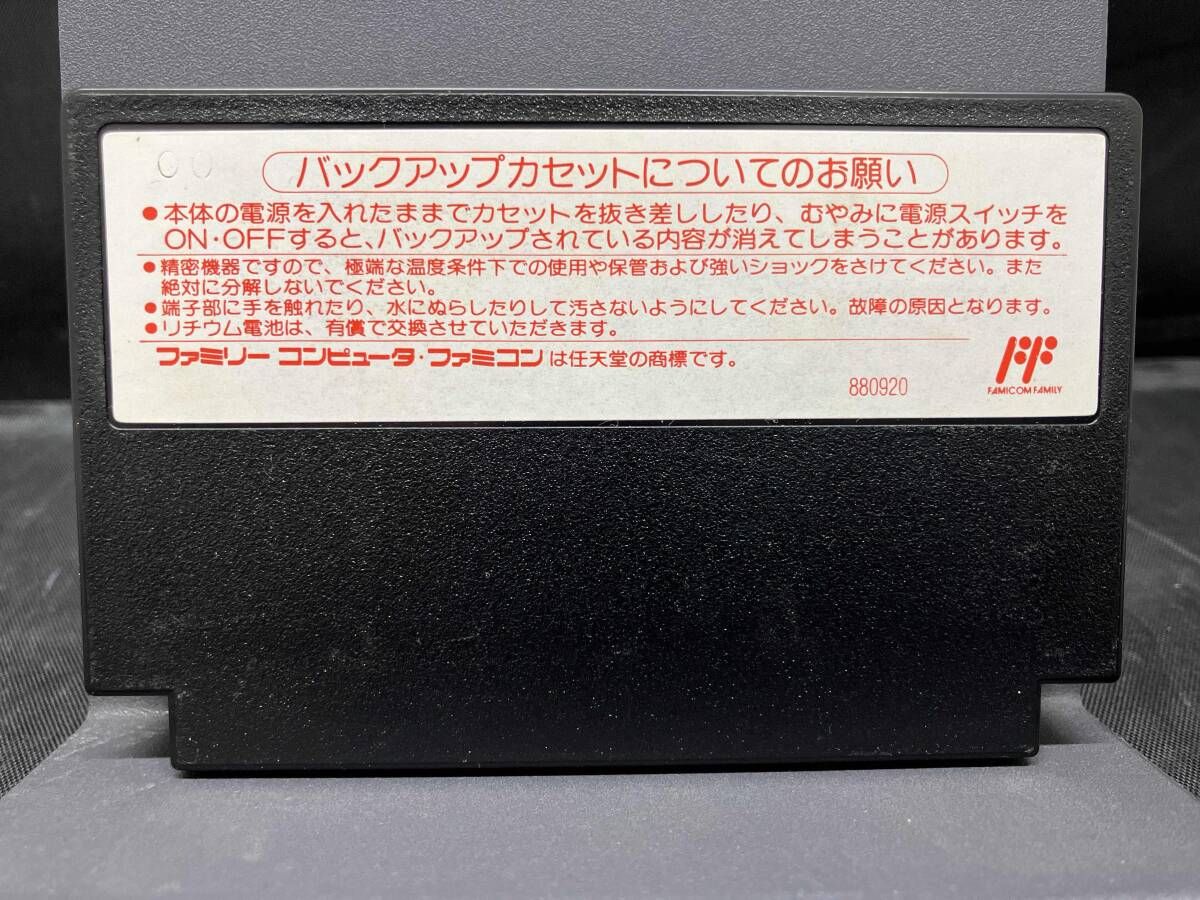 00
バックアップカセットについてのお願い
●本体の電源を入れたままでカセットを抜き差ししたり、むやみに電源スイッチを
ON・OFFすると、バックアップされている内容が消えてしまうことがあります。
●精密機器ですので、極端な温度条件下での使用や保管および強いショックをさけてください。また
絶対に分解しないでください。
●端子部に手を触れたり、水にぬらしたりして汚さないようにしてください。故障の原因となります。
●リチウム電池は、有償で交換させていただきます。
ファミリー コンピュータ・ファミコンは任天堂の商標です。
880920
FAMICOM FAMILY